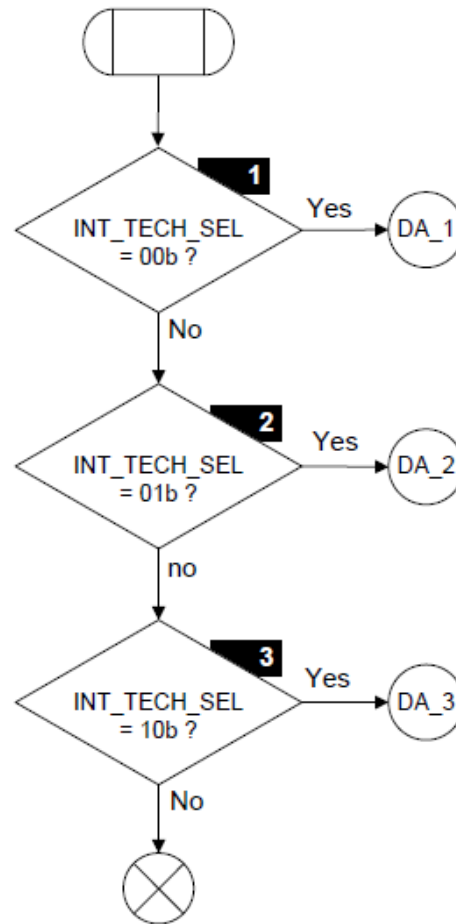 1
INT_TECH_SEL
= 00b ?
Yes
DA_1
No
2
INT_TECH_SEL
= 01b ?
Yes
DA_2
no
3
INT_TECH_SEL
= 10b ?
Yes
DA_3
No